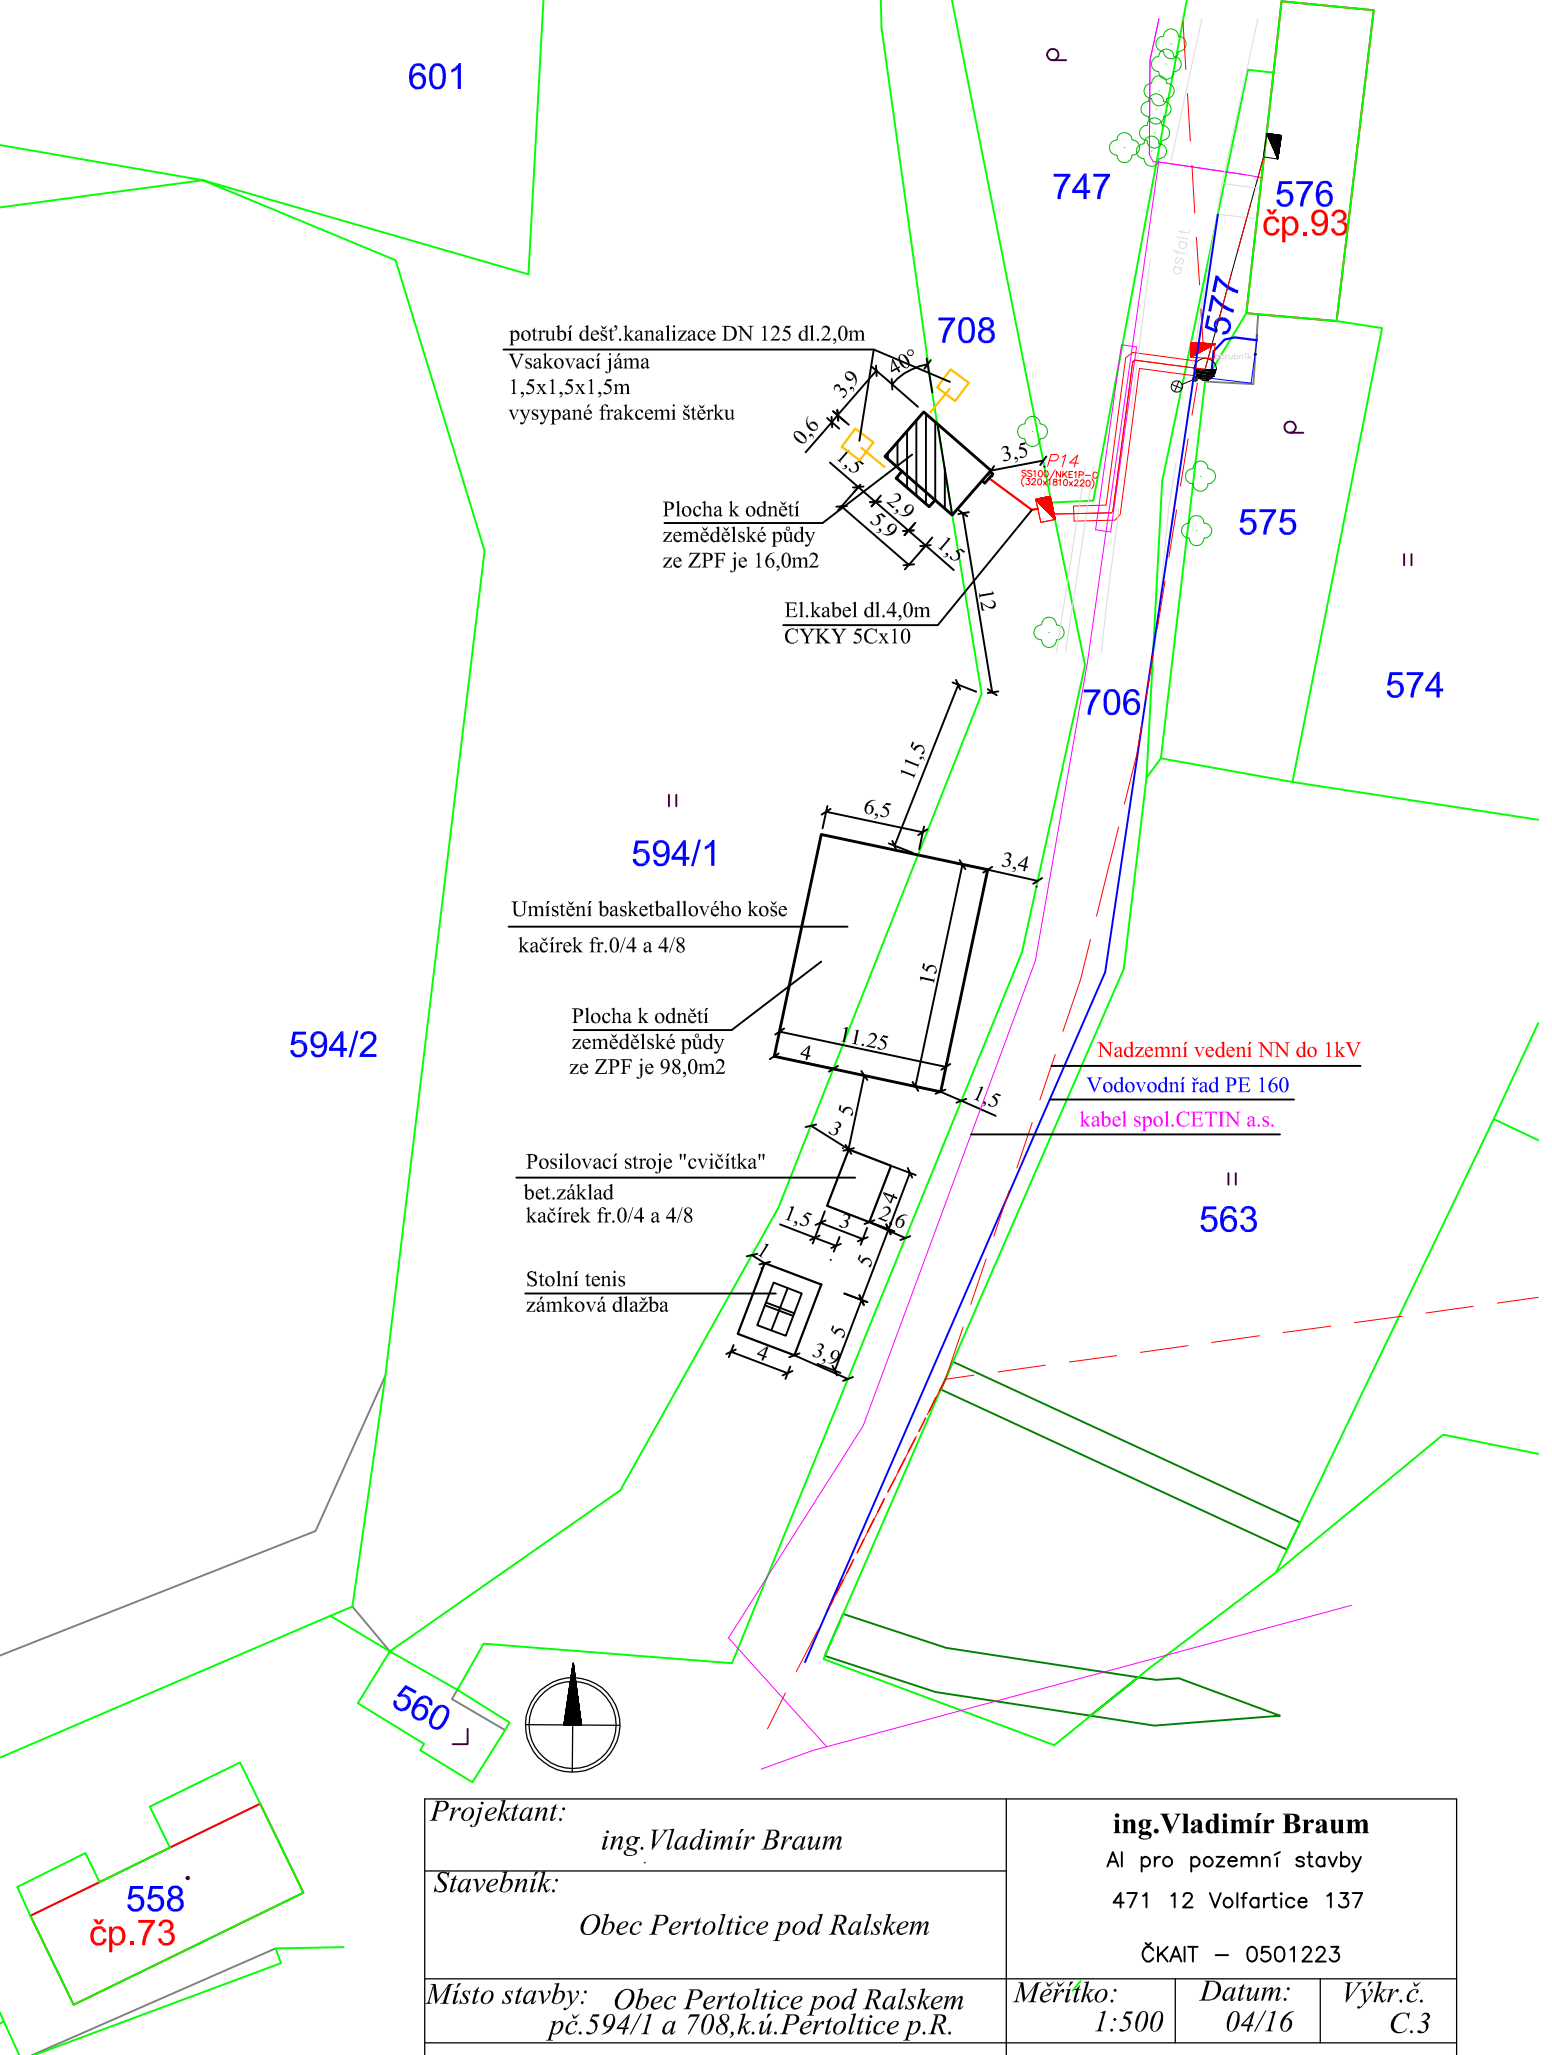 601
747
576
čp.93
asfalt
577
708
potrubí dešť.kanalizace DN 125 dl.2,0m
Vsakovací jáma
1,5x1,5x1,5m
vysypané frakcemi štěrku
40°
3,9
0,6
1,5
2,9
5,9
1,5
3,5
P14
SS100/NKE1P-C
(320x1810x220)
Plocha k odnětí
zemědělské půdy
ze ZPF je 16,0m2
575
El.kabel dl.4,0m
CYKY 5Cx10
12
574
706
11,5
6,5
3,4
594/1
Umístění basketballového koše
kačírek fr.0/4 a 4/8
15
Plocha k odnětí
zemědělské půdy
ze ZPF je 98,0m2
11.25
4
594/2
Nadzemní vedení NN do 1kV
Vodovodní řad PE 160
kabel spol.CETIN a.s.
1,5
5
3
Posilovací stroje "cvičítka"
bet.základ
kačírek fr.0/4 a 4/8
4
1,5
3
2,6
563
5
1
Stolní tenis
zámková dlažba
5
4
3,9
560
558
čp.73
Projektant:
ing.Vladimír Braum
Stavebník:
Obec Pertoltice pod Ralskem
Místo stavby: Obec Pertoltice pod Ralskem
pč.594/1 a 708,k.ú.Pertoltice p.R.
ing.Vladimír Braum
AI pro pozemní stavby
471 12 Volfartice 137
ČKAIT – 0501223
Měřítko:
1:500
Datum:
04/16
Výkr.č.
C.3